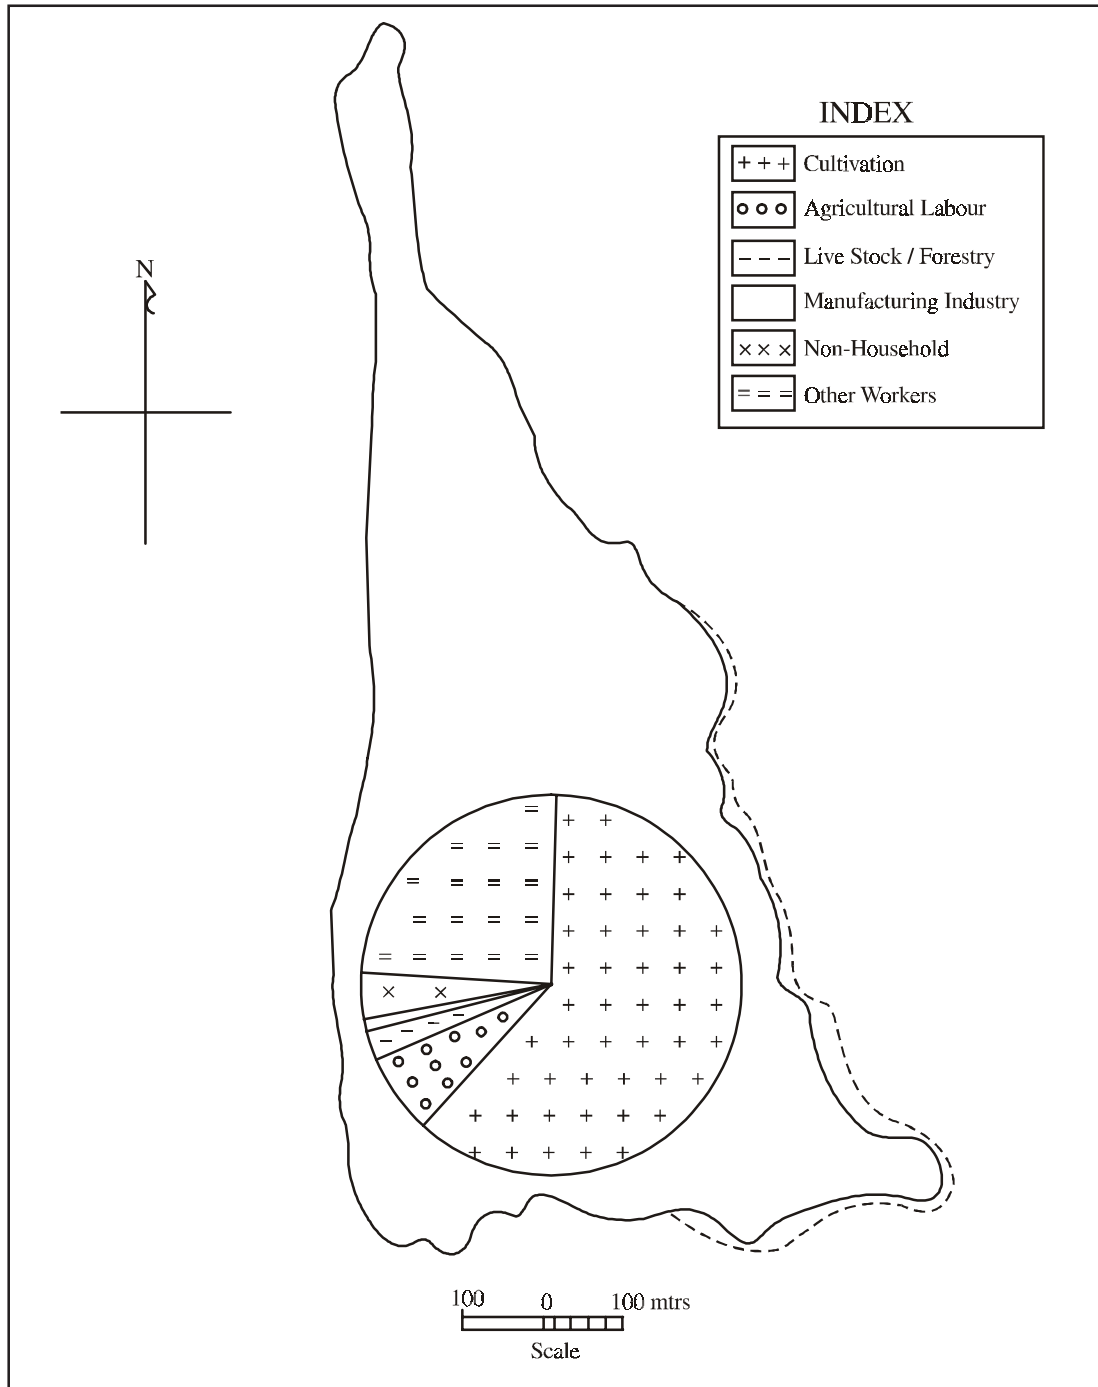 INDEX
Cultivation
Agricultural Labour
Live Stock / Forestry
Manufacturing Industry
Non-Household
Other Workers
N
100 0 100 mtrs
Scale